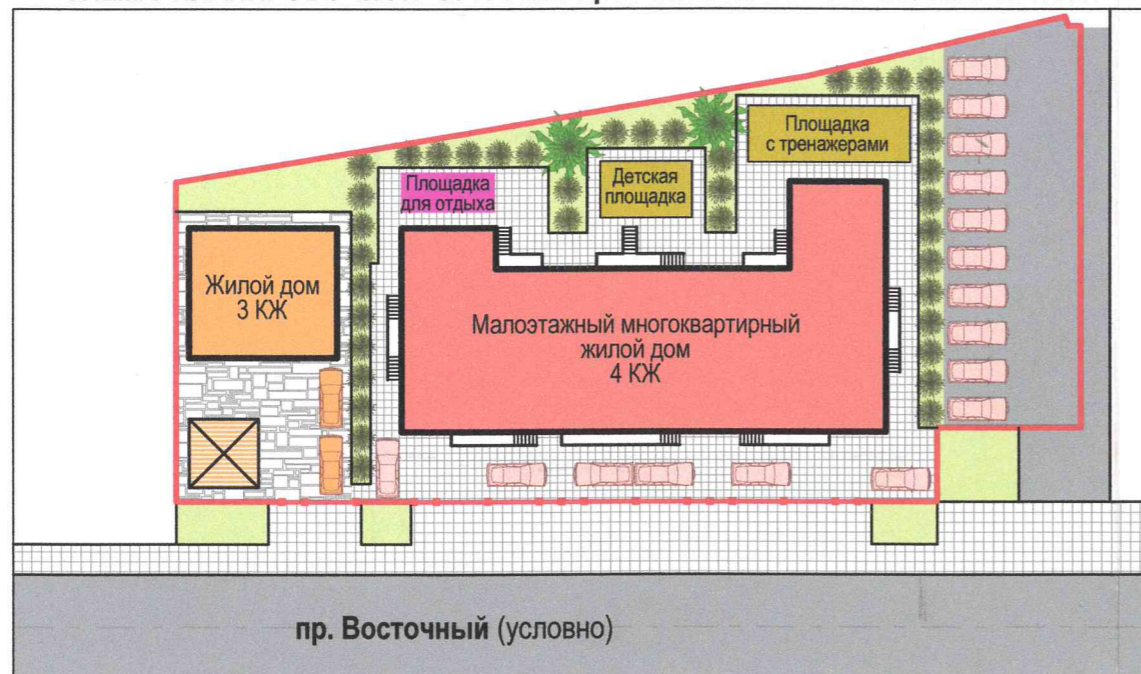 Площадка
с тренажерами
Площадка
для отдыха
Детская
площадка
Жилой дом
3 КЖ
Малоэтажный многоквартирный
жилой дом
4 КЖ
пр. Восточный (условно)